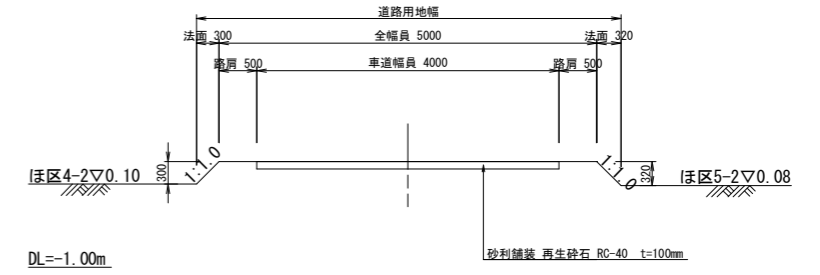 道路用地幅
法面 300 全幅員 5000 法面 320
路肩 500 車道幅員 4000 路肩 500
ほ区4-2▽0.10 300 1:1.0 1:1.0 320 ほ区5-2▽0.08
砂利舗装 再生砕石 RC-40 t=100mm
DL=-1.00m